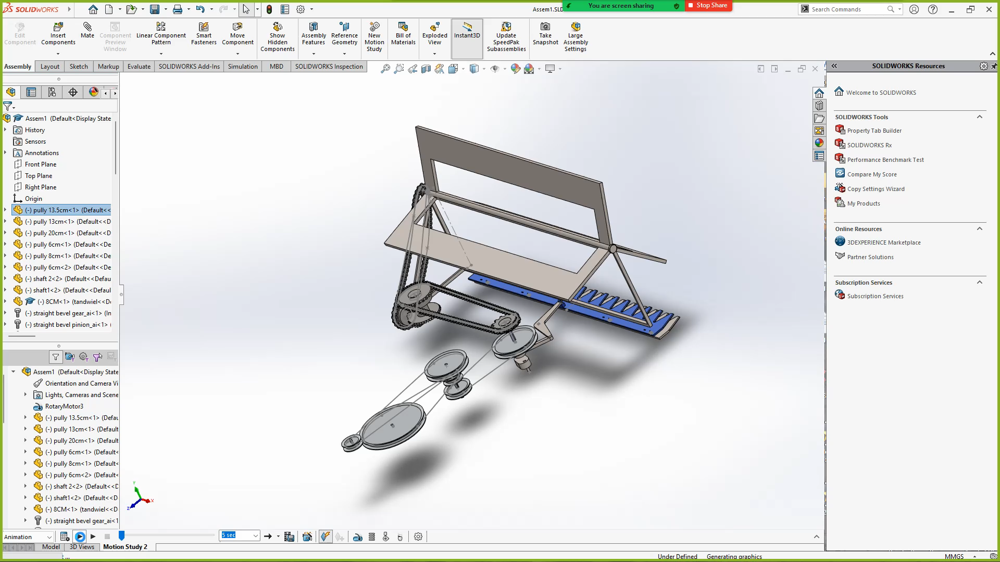 SOLIDWORKS
Assem1.SLD
You are screen sharing
Stop Share
Search Commands
Edit Component
Insert Components
Mate
Component Preview Window
Linear Component Pattern
Smart Fasteners
Move Component
Show Hidden Components
Assembly Features
Reference Geometry
New Motion Study
Bill of Materials
Exploded View
Instant3D
Update SpeedPak Subassemblies
Take Snapshot
Large Assembly Settings
Assembly
Layout
Sketch
Markup
Evaluate
SOLIDWORKS Add-Ins
Simulation
MBD
SOLIDWORKS Inspection
Assem1 (Default<Display State
History
Sensors
Annotations
Front Plane
Top Plane
Right Plane
Origin
(-) pully 13.5cm<1> (Default<<
(-) pully 13cm<1> (Default<<D
(-) pully 20cm<1> (Default<<D
(-) pully 6cm<1> (Default<<De
(-) pully 8cm<1> (Default<<De
(-) pully 6cm<2> (Default<<De
(-) shaft 2<2> (Default<<Defau
(-) shaft1<2> (Default<<Defaul
(-) 8CM<1> (tandwiel<<De
(-) straight bevel gear_ai<1> (In
(-) straight bevel pinion_ai<1> (
Assem1 (Default<Display State
Orientation and Camera Vi
Lights, Cameras and Scene
RotaryMotor3
(-) pully 13.5cm<1> (Defau
(-) pully 13cm<1> (Default
(-) pully 20cm<1> (Default
(-) pully 6cm<1> (Default<
(-) pully 8cm<1> (Default<
(-) pully 6cm<2> (Default<
(-) shaft 2<2> (Default<<D
(-) shaft1<2> (Default<<D
(-) 8CM<1> (tandwiel<<D
(-) straight bevel gear_ai<1
Y
X
Z
SOLIDWORKS Resources
Welcome to SOLIDWORKS
SOLIDWORKS Tools
Property Tab Builder
SOLIDWORKS Rx
Performance Benchmark Test
Compare My Score
Copy Settings Wizard
My Products
Online Resources
3DEXPERIENCE Marketplace
Partner Solutions
Subscription Services
Subscription Services
Animation
5 sec
Model
3D Views
Motion Study 2
Under Defined
Generating graphics
MMGS